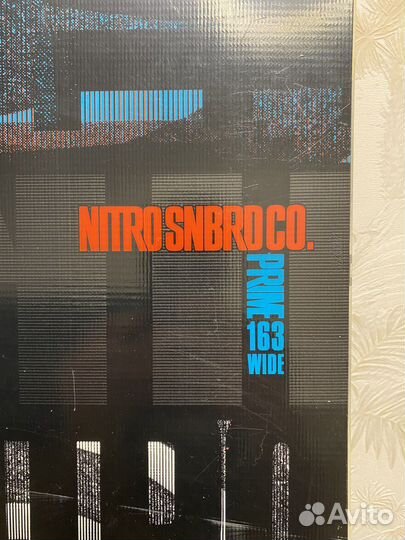 NITRO SNBRD CO.
PRIME
163
WIDE
Avito